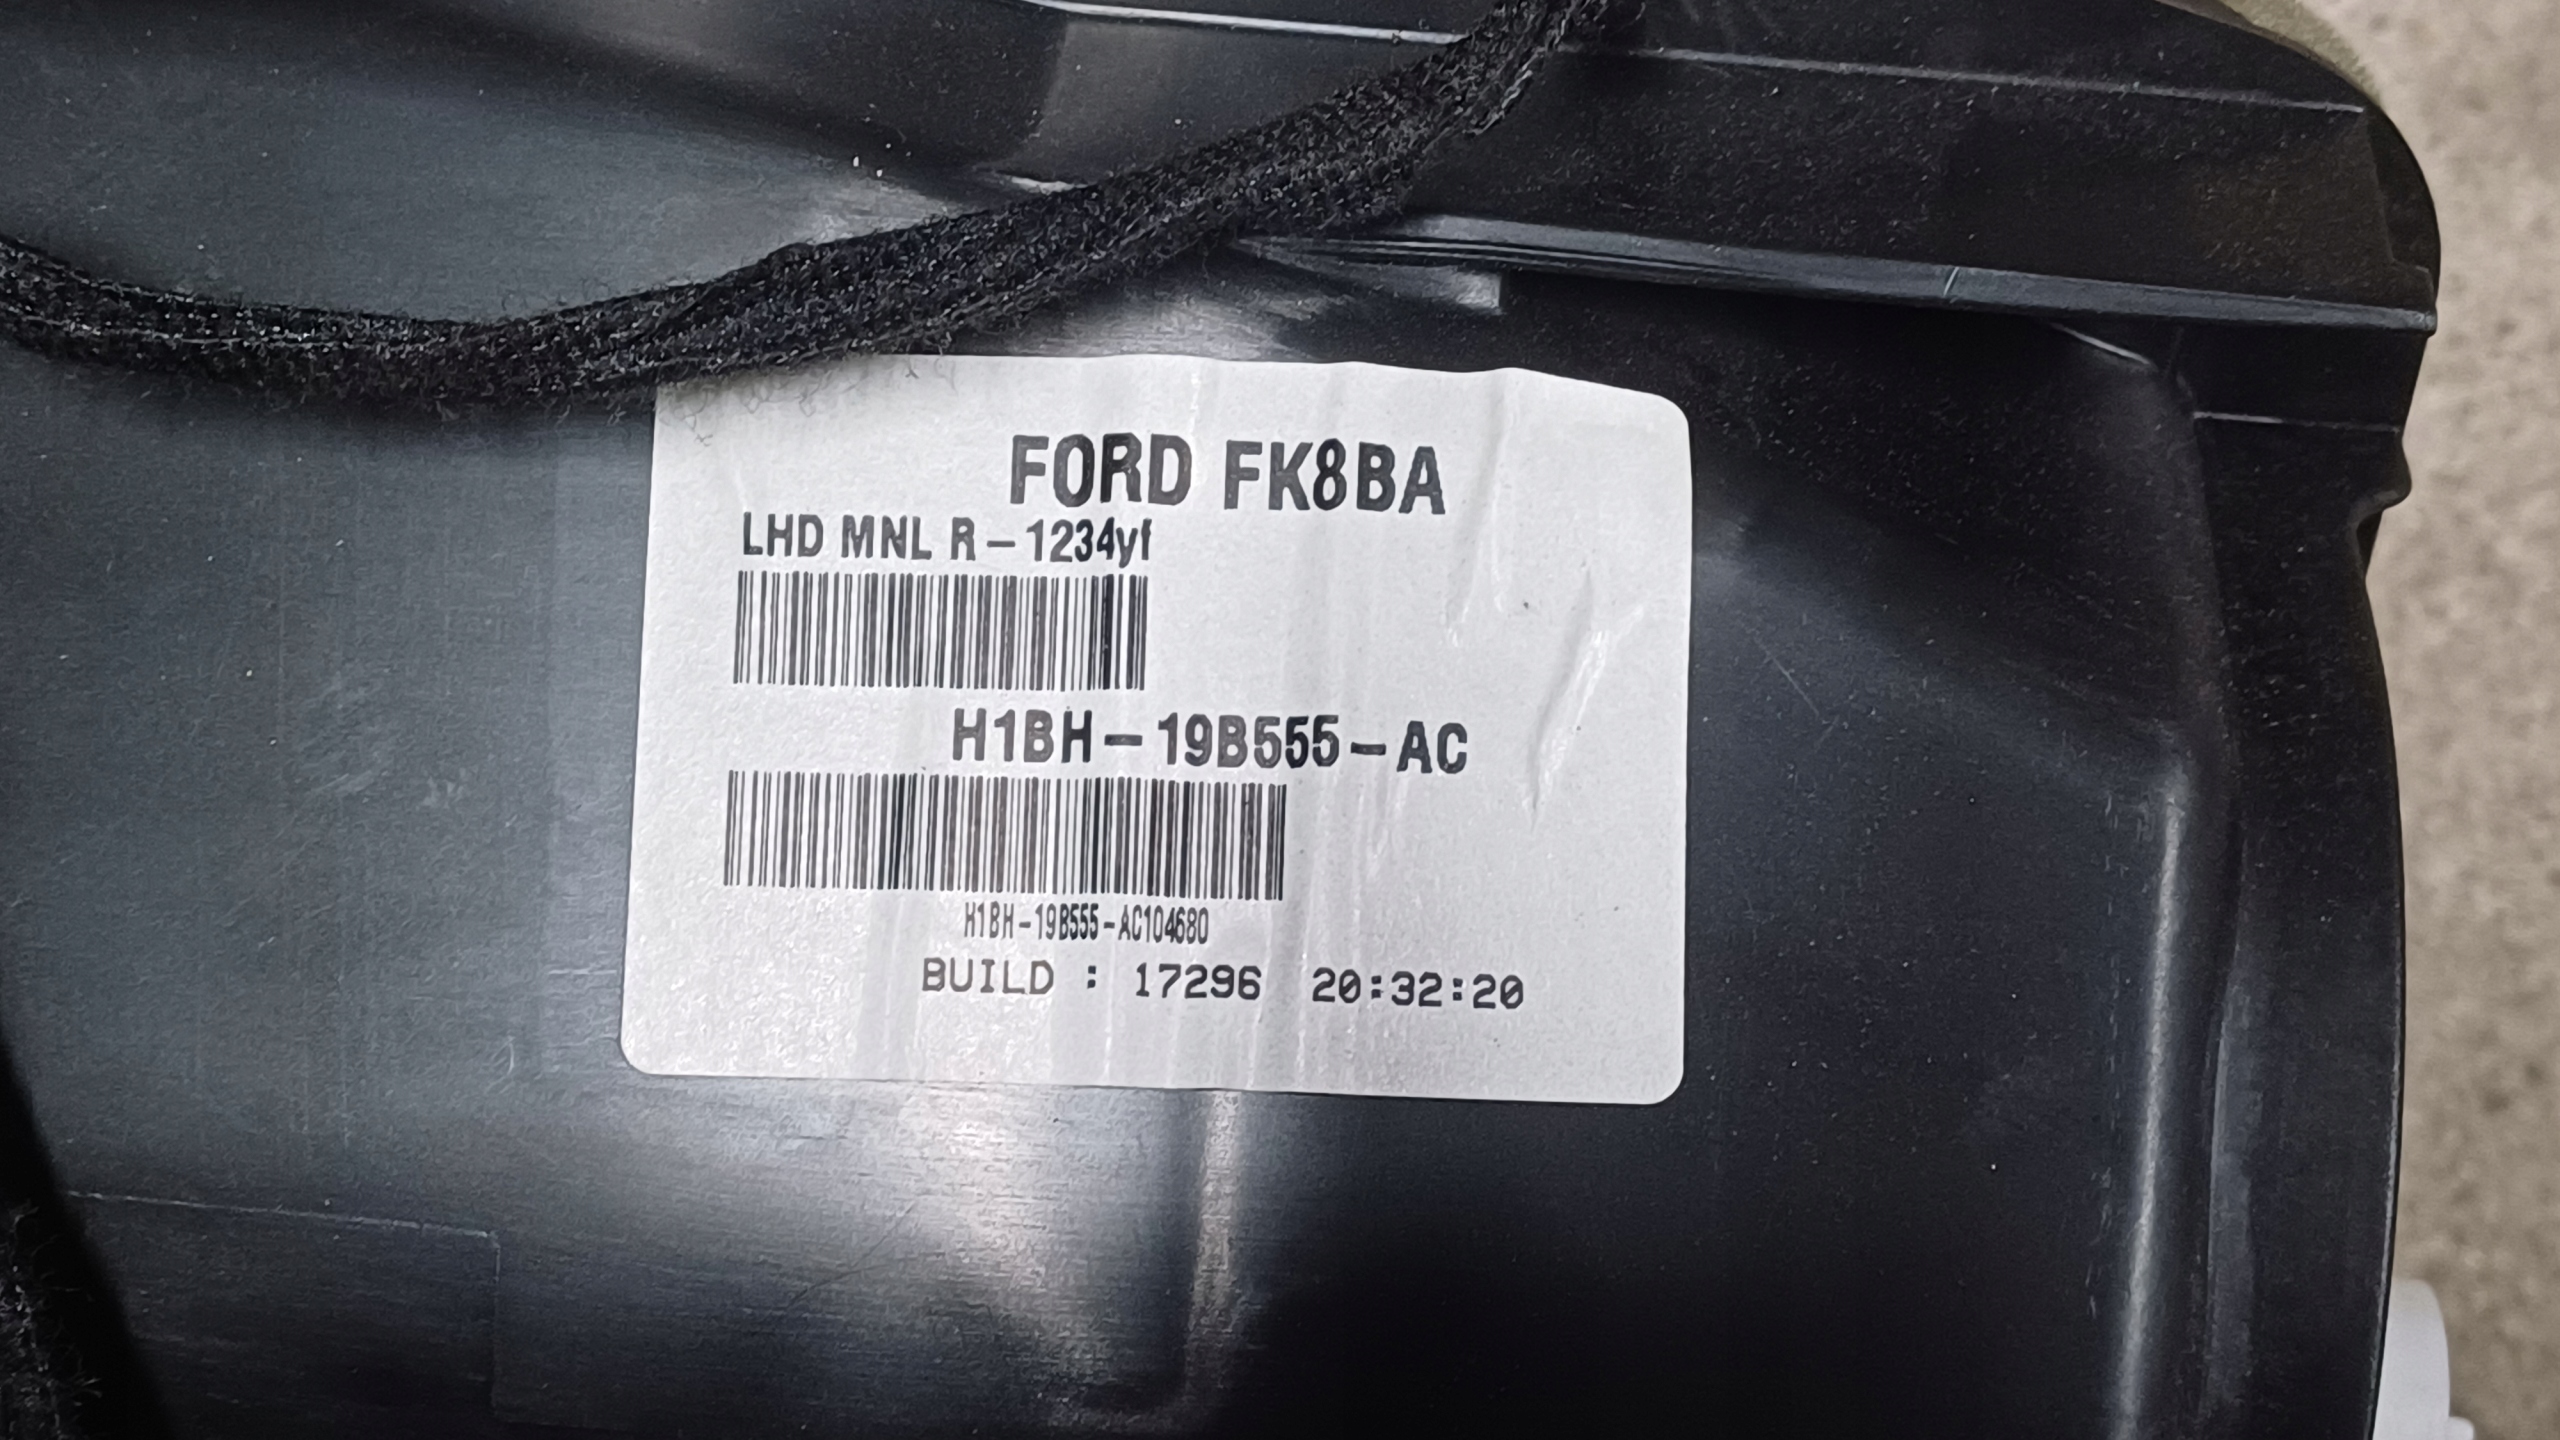 FORD FK8BA
LHD MNL R-1234yf
H1BH-19B555-AC
H1BH-19B555-AC104680
BUILD : 17296 20:32:20